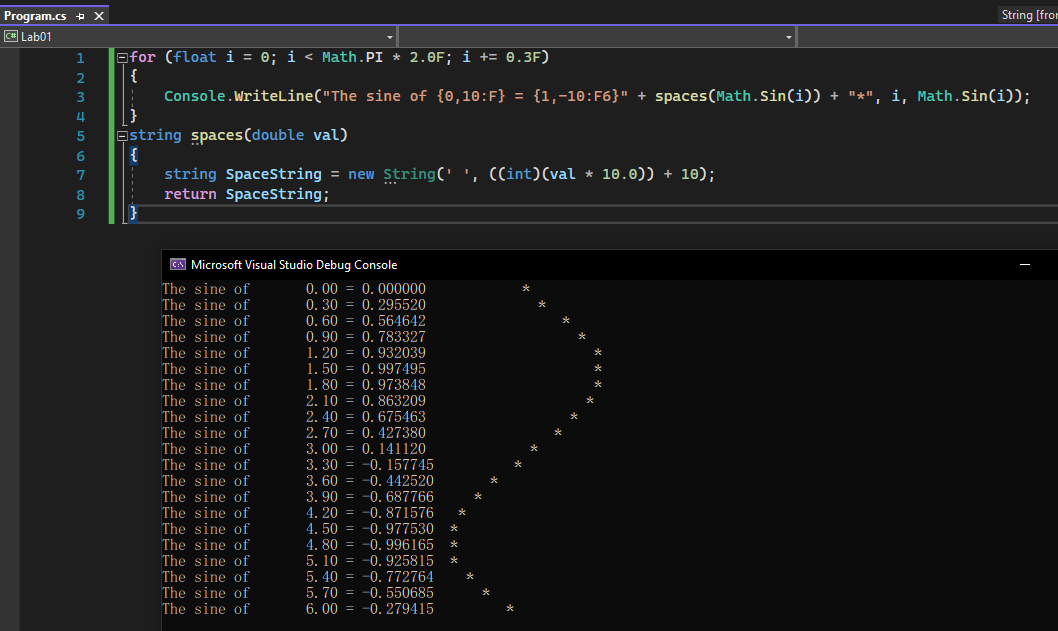 Program.cs
String [fror
C# Lab01
1 for (float i = 0; i < Math.PI * 2.0F; i += 0.3F)
2 {
3 Console.WriteLine("The sine of {0,10:F} = {1,-10:F6}" + spaces(Math.Sin(i)) + "*", i, Math.Sin(i));
4 }
5 string spaces(double val)
6 {
7 string SpaceString = new String(' ', ((int)(val * 10.0)) + 10);
8 return SpaceString;
9 }
C:\ Microsoft Visual Studio Debug Console
The sine of       0.00 = 0.000000            *
The sine of       0.30 = 0.295520              *
The sine of       0.60 = 0.564642                 *
The sine of       0.90 = 0.783327                   *
The sine of       1.20 = 0.932039                     *
The sine of       1.50 = 0.997495                     *
The sine of       1.80 = 0.973848                     *
The sine of       2.10 = 0.863209                    *
The sine of       2.40 = 0.675463                  *
The sine of       2.70 = 0.427380                *
The sine of       3.00 = 0.141120             *
The sine of       3.30 = -0.157745          *
The sine of       3.60 = -0.442520       *
The sine of       3.90 = -0.687766     *
The sine of       4.20 = -0.871576   *
The sine of       4.50 = -0.977530  *
The sine of       4.80 = -0.996165  *
The sine of       5.10 = -0.925815  *
The sine of       5.40 = -0.772764    *
The sine of       5.70 = -0.550685      *
The sine of       6.00 = -0.279415         *